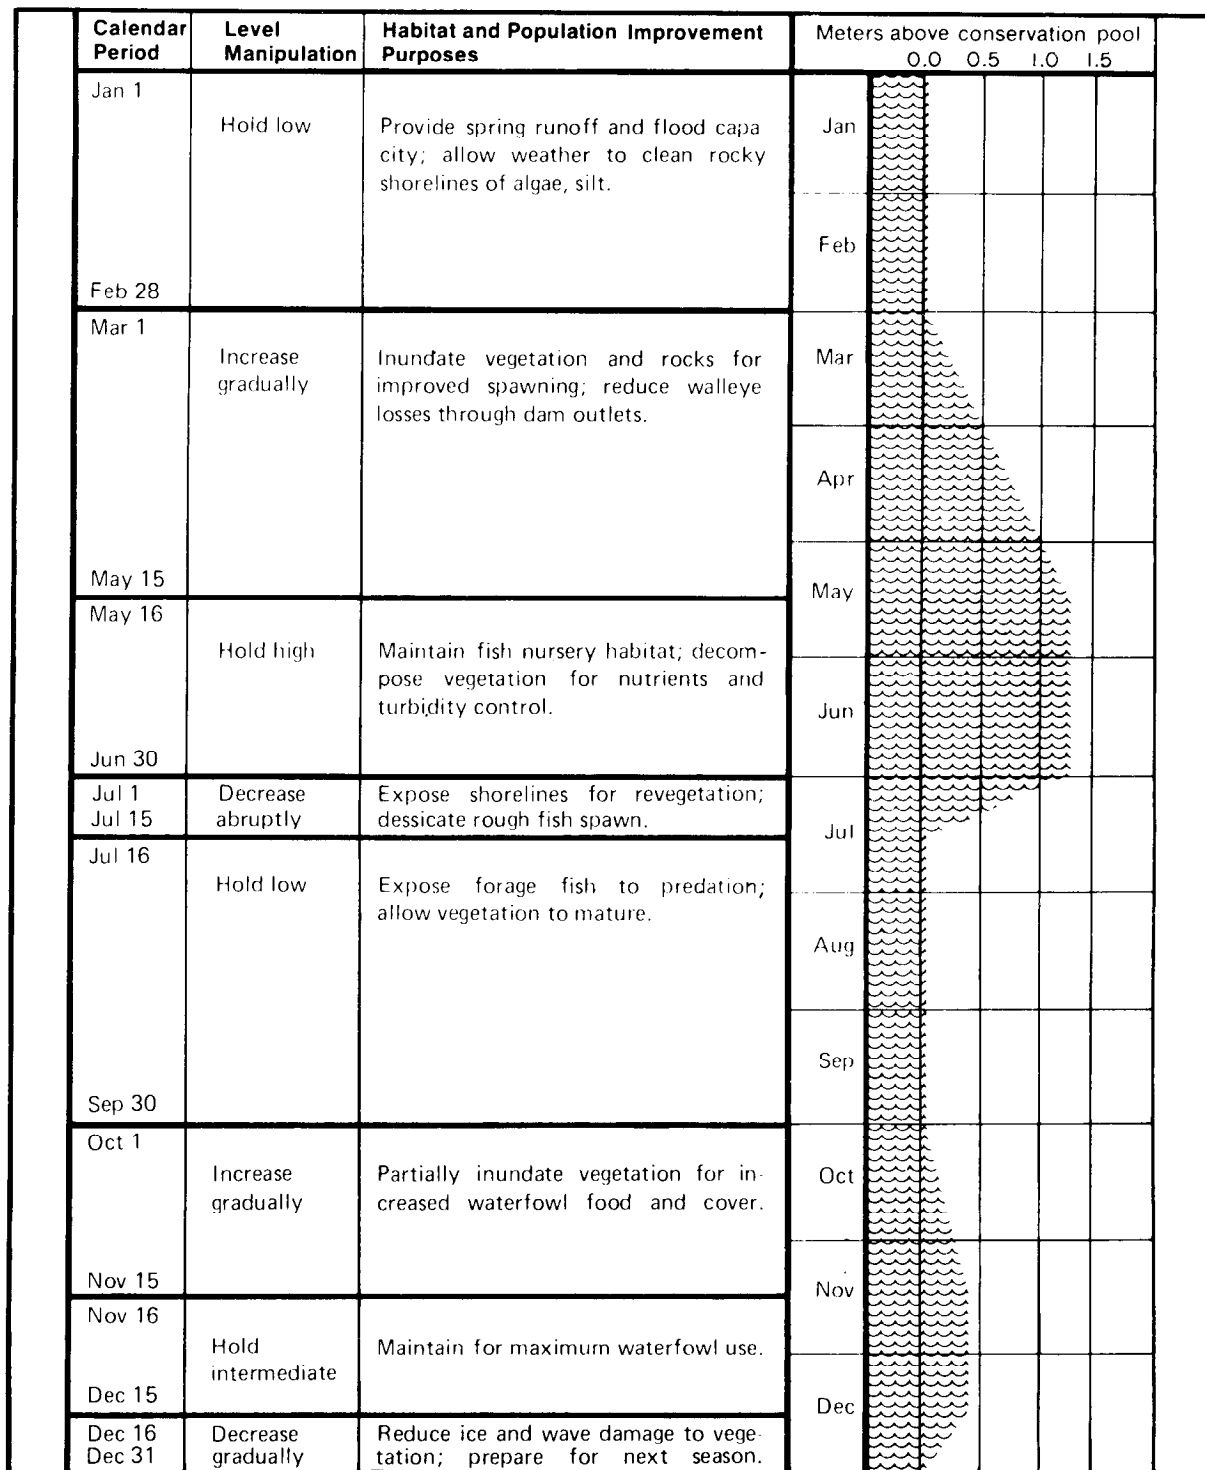 Calendar Period
Level Manipulation
Habitat and Population Improvement Purposes
Meters above conservation pool
0.0 0.5 1.0 1.5
Jan 1
Hold low
Provide spring runoff and flood capa
city; allow weather to clean rocky
shorelines of algae, silt.
Feb 28
Mar 1
Increase
gradually
Inundate vegetation and rocks for
improved spawning; reduce walleye
losses through dam outlets.
May 15
May 16
Hold high
Maintain fish nursery habitat; decom-
pose vegetation for nutrients and
turbidity control.
Jun 30
Jul 1
Jul 15
Decrease
abruptly
Expose shorelines for revegetation;
dessicate rough fish spawn.
Jul 16
Hold low
Expose forage fish to predation;
allow vegetation to mature.
Sep 30
Oct 1
Increase
gradually
Partially inundate vegetation for in-
creased waterfowl food and cover.
Nov 15
Nov 16
Hold
intermediate
Maintain for maximum waterfowl use.
Dec 15
Dec 16
Dec 31
Decrease
gradually
Reduce ice and wave damage to vege-
tation; prepare for next season.
Jan
Feb
Mar
Apr
May
Jun
Jul
Aug
Sep
Oct
Nov
Dec